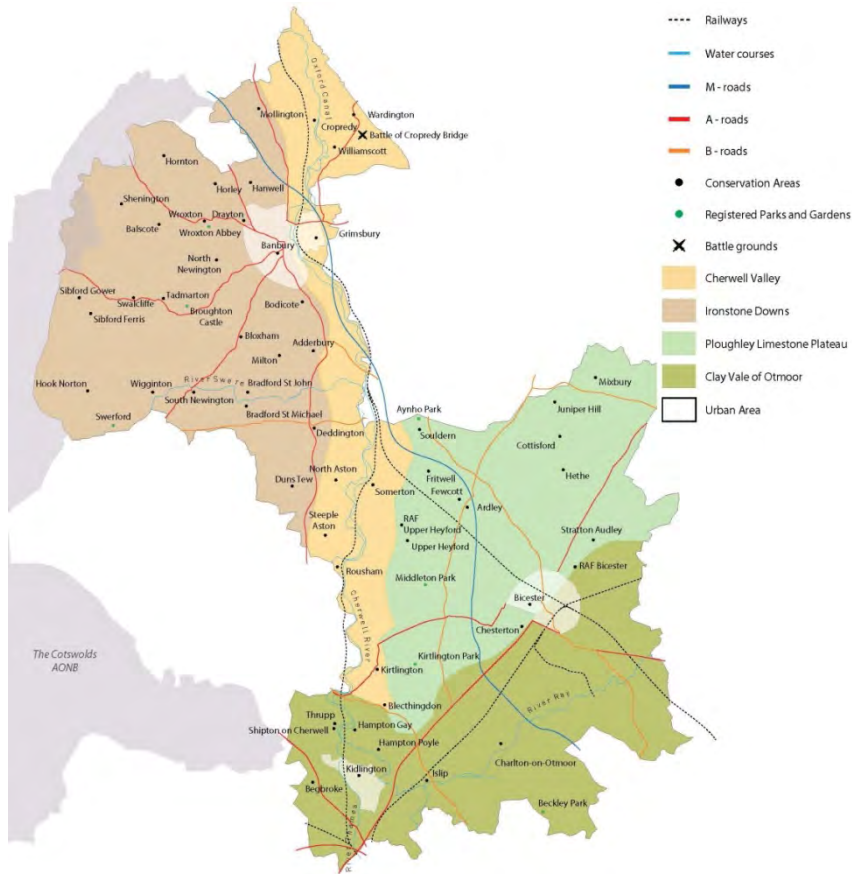 Railways
Water courses
M - roads
A - roads
B - roads
Conservation Areas
Registered Parks and Gardens
Battle grounds
Cherwell Valley
Ironstone Downs
Ploughley Limestone Plateau
Clay Vale of Otmoor
Urban Area
Oxford Canal
Mollington
Wardington
Cropredy
Battle of Cropredy Bridge
Williamscott
Hornton
Horley
Hanwell
Shenington
Wroxton
Drayton
Balscote
Wroxton Abbey
Grimsbury
Banbury
North
Newington
Sibford Gower
Swalcliffe
Tadmarton
Bodicote
Broughton
Castle
Sibford Ferris
Bloxham
Adderbury
Milton
Hook Norton
Wigginton
River Sware
Bradford St John
South Newington
Mixbury
Bradford St Michael
Juniper Hill
Swerford
Aynho Park
Deddington
Souldern
Cottisford
North Aston
Duns Tew
Somerton
Fritwell
Fewcott
Hethe
Ardley
Steeple
Aston
RAF
Upper Heyford
Upper Heyford
Stratton Audley
Rousham
RAF Bicester
Middleton Park
Bicester
Cherwell River
Chesterton
The Cotswolds
AONB
Kirtlington
Kirtlington Park
River Ray
Blecthingdon
Thrupp
Shipton on Cherwell
Hampton Gay
Hampton Poyle
Charlton-on-Otmoor
Kidlington
Begbroke
Islip
Beckley Park